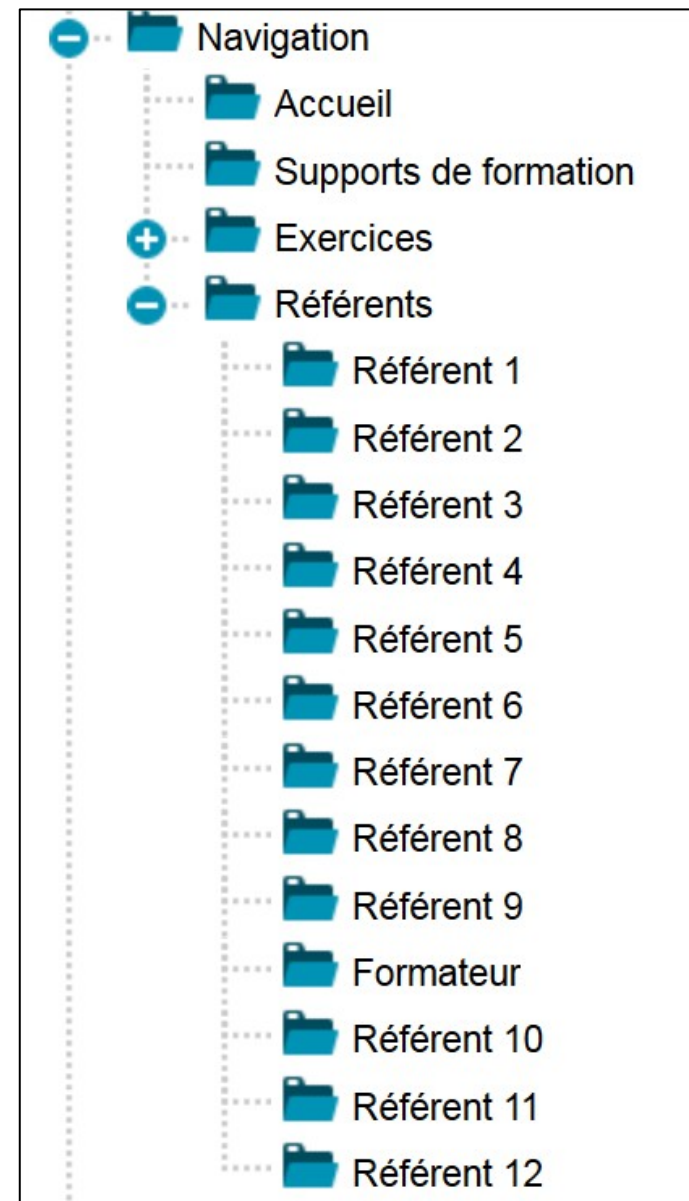 Navigation
Accueil
Supports de formation
Exercices
Référents
Référent 1
Référent 2
Référent 3
Référent 4
Référent 5
Référent 6
Référent 7
Référent 8
Référent 9
Formateur
Référent 10
Référent 11
Référent 12